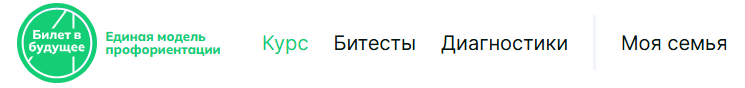 Билет в
будущее
Единая модель
профориентации
Курс Битесты Диагностики Моя семья